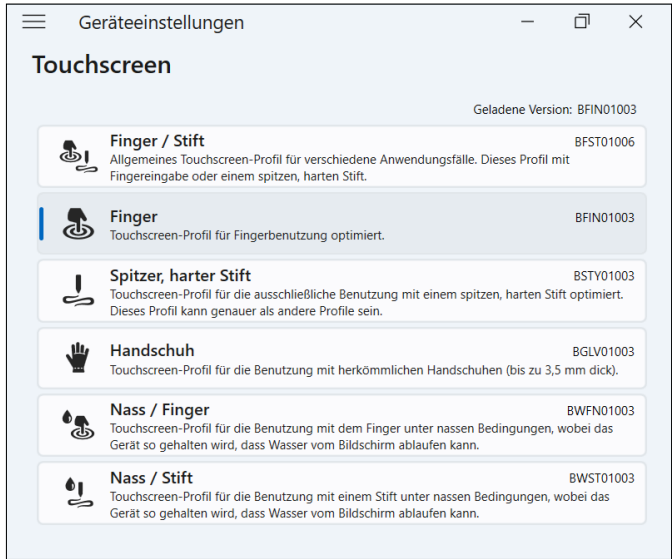 Geräteeinstellungen
Touchscreen
Geladene Version: BFIN01003
Finger / Stift BFST01006
Allgemeines Touchscreen-Profil für verschiedene Anwendungsfälle. Dieses Profil mit
Fingereingabe oder einem spitzen, harten Stift.
Finger BFIN01003
Touchscreen-Profil für Fingerbenutzung optimiert.
Spitzer, harter Stift BSTY01003
Touchscreen-Profil für die ausschließliche Benutzung mit einem spitzen, harten Stift optimiert.
Dieses Profil kann genauer als andere Profile sein.
Handschuh BGLV01003
Touchscreen-Profil für die Benutzung mit herkömmlichen Handschuhen (bis zu 3,5 mm dick).
Nass / Finger BWFN01003
Touchscreen-Profil für die Benutzung mit dem Finger unter nassen Bedingungen, wobei das
Gerät so gehalten wird, dass Wasser vom Bildschirm ablaufen kann.
Nass / Stift BWST01003
Touchscreen-Profil für die Benutzung mit einem Stift unter nassen Bedingungen, wobei das
Gerät so gehalten wird, dass Wasser vom Bildschirm ablaufen kann.